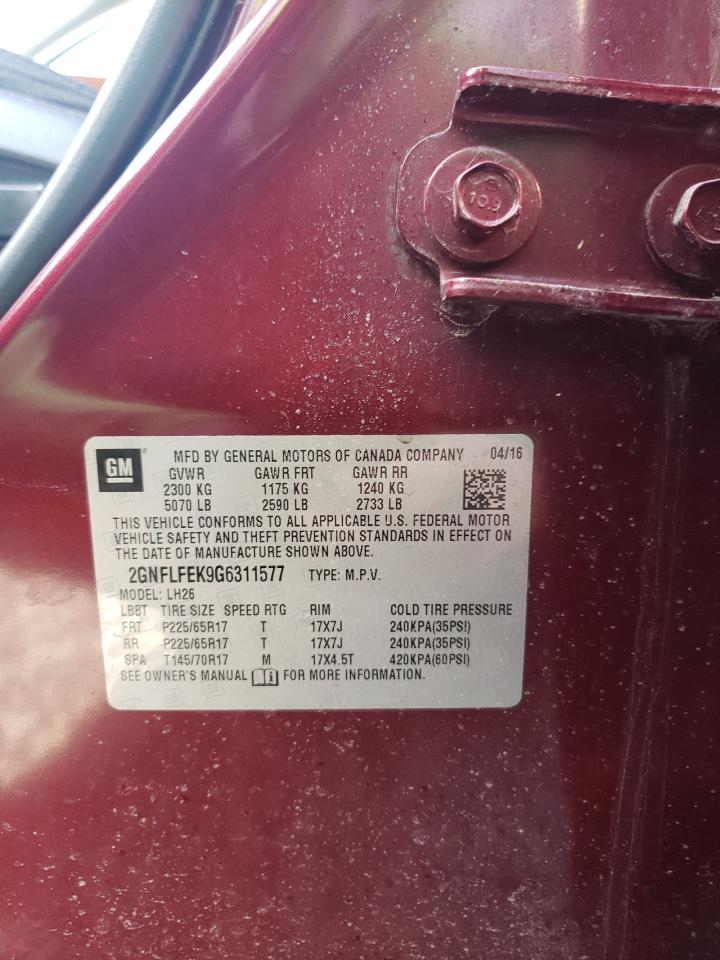 109
GM ® MFD BY GENERAL MOTORS OF CANADA COMPANY 04/16
GVWR GAWR FRT GAWR RR
2300 KG 1175 KG 1240 KG
5070 LB 2590 LB 2733 LB
THIS VEHICLE CONFORMS TO ALL APPLICABLE U.S. FEDERAL MOTOR
VEHICLE SAFETY AND THEFT PREVENTION STANDARDS IN EFFECT ON
THE DATE OF MANUFACTURE SHOWN ABOVE.
2GNFLFEK9G6311577 TYPE: M.P.V.
MODEL: LH26
LBBT TIRE SIZE SPEED RTG RIM COLD TIRE PRESSURE
FRT P225/65R17 T 17X7J 240KPA(35PSI)
RR P225/65R17 T 17X7J 240KPA(35PSI)
SPA T145/70R17 M 17X4.5T 420KPA(60PSI)
SEE OWNER'S MANUAL FOR MORE INFORMATION.